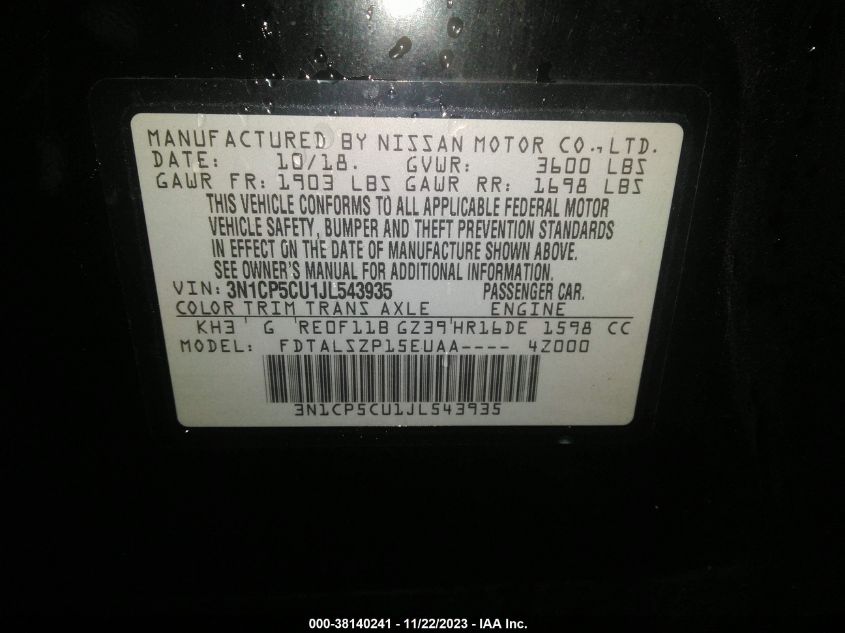 MANUFACTURED BY NISSAN MOTOR CO.,LTD.
DATE: 10/18. GVWR: 3600 LBS
GAWR FR: 1903 LBS GAWR RR: 1698 LBS
THIS VEHICLE CONFORMS TO ALL APPLICABLE FEDERAL MOTOR
VEHICLE SAFETY, BUMPER AND THEFT PREVENTION STANDARDS
IN EFFECT ON THE DATE OF MANUFACTURE SHOWN ABOVE.
SEE OWNER'S MANUAL FOR ADDITIONAL INFORMATION.
VIN: 3N1CP5CU1JL543935 PASSENGER CAR.
COLOR TRIM TRANS AXLE ENGINE
KH3 G RE0F11B GZ39 HR16DE 1598 CC
MODEL: FDTALSZP15EUAA---- 4Z000
3N1CP5CU1JL543935
000-38140241 - 11/22/2023 - IAA Inc.